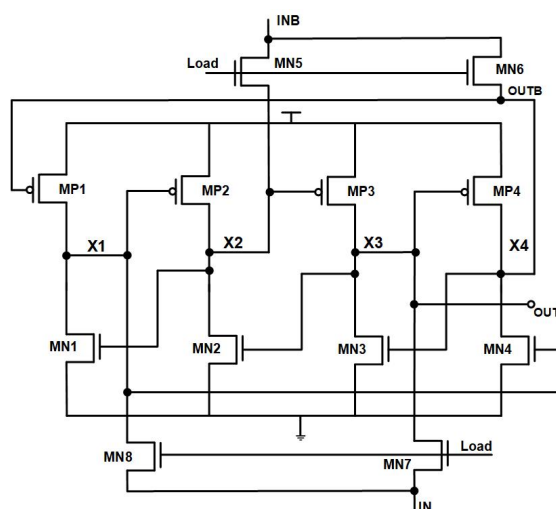 INB
Load
MN5
MN6
OUTB
MP1
MP2
MP3
MP4
X1
X2
X3
X4
OUT
MN1
MN2
MN3
MN4
MN8
MN7
Load
IN